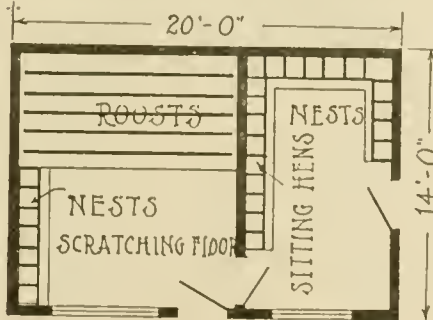 20'-0"
ROOSTS
NESTS
NESTS
SCRATCHING FLOOR
SITTING HENS
14'-0"